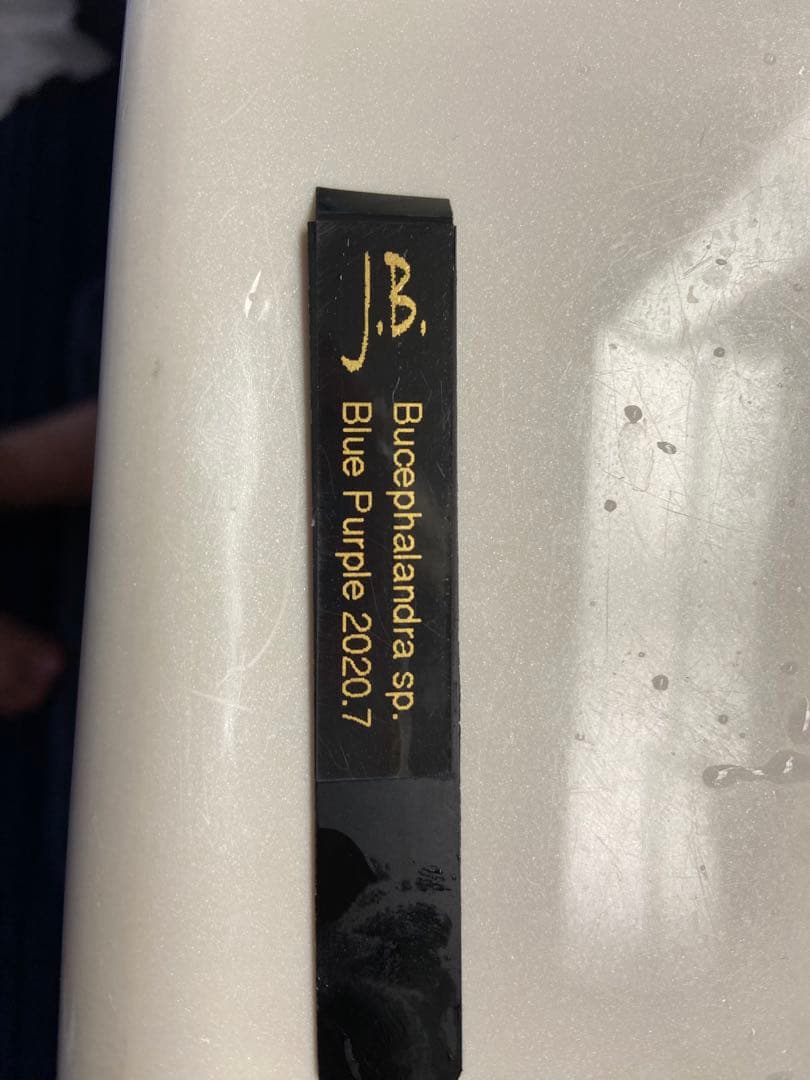 J.B.
Bucephalandra sp.
Blue Purple 2020.7